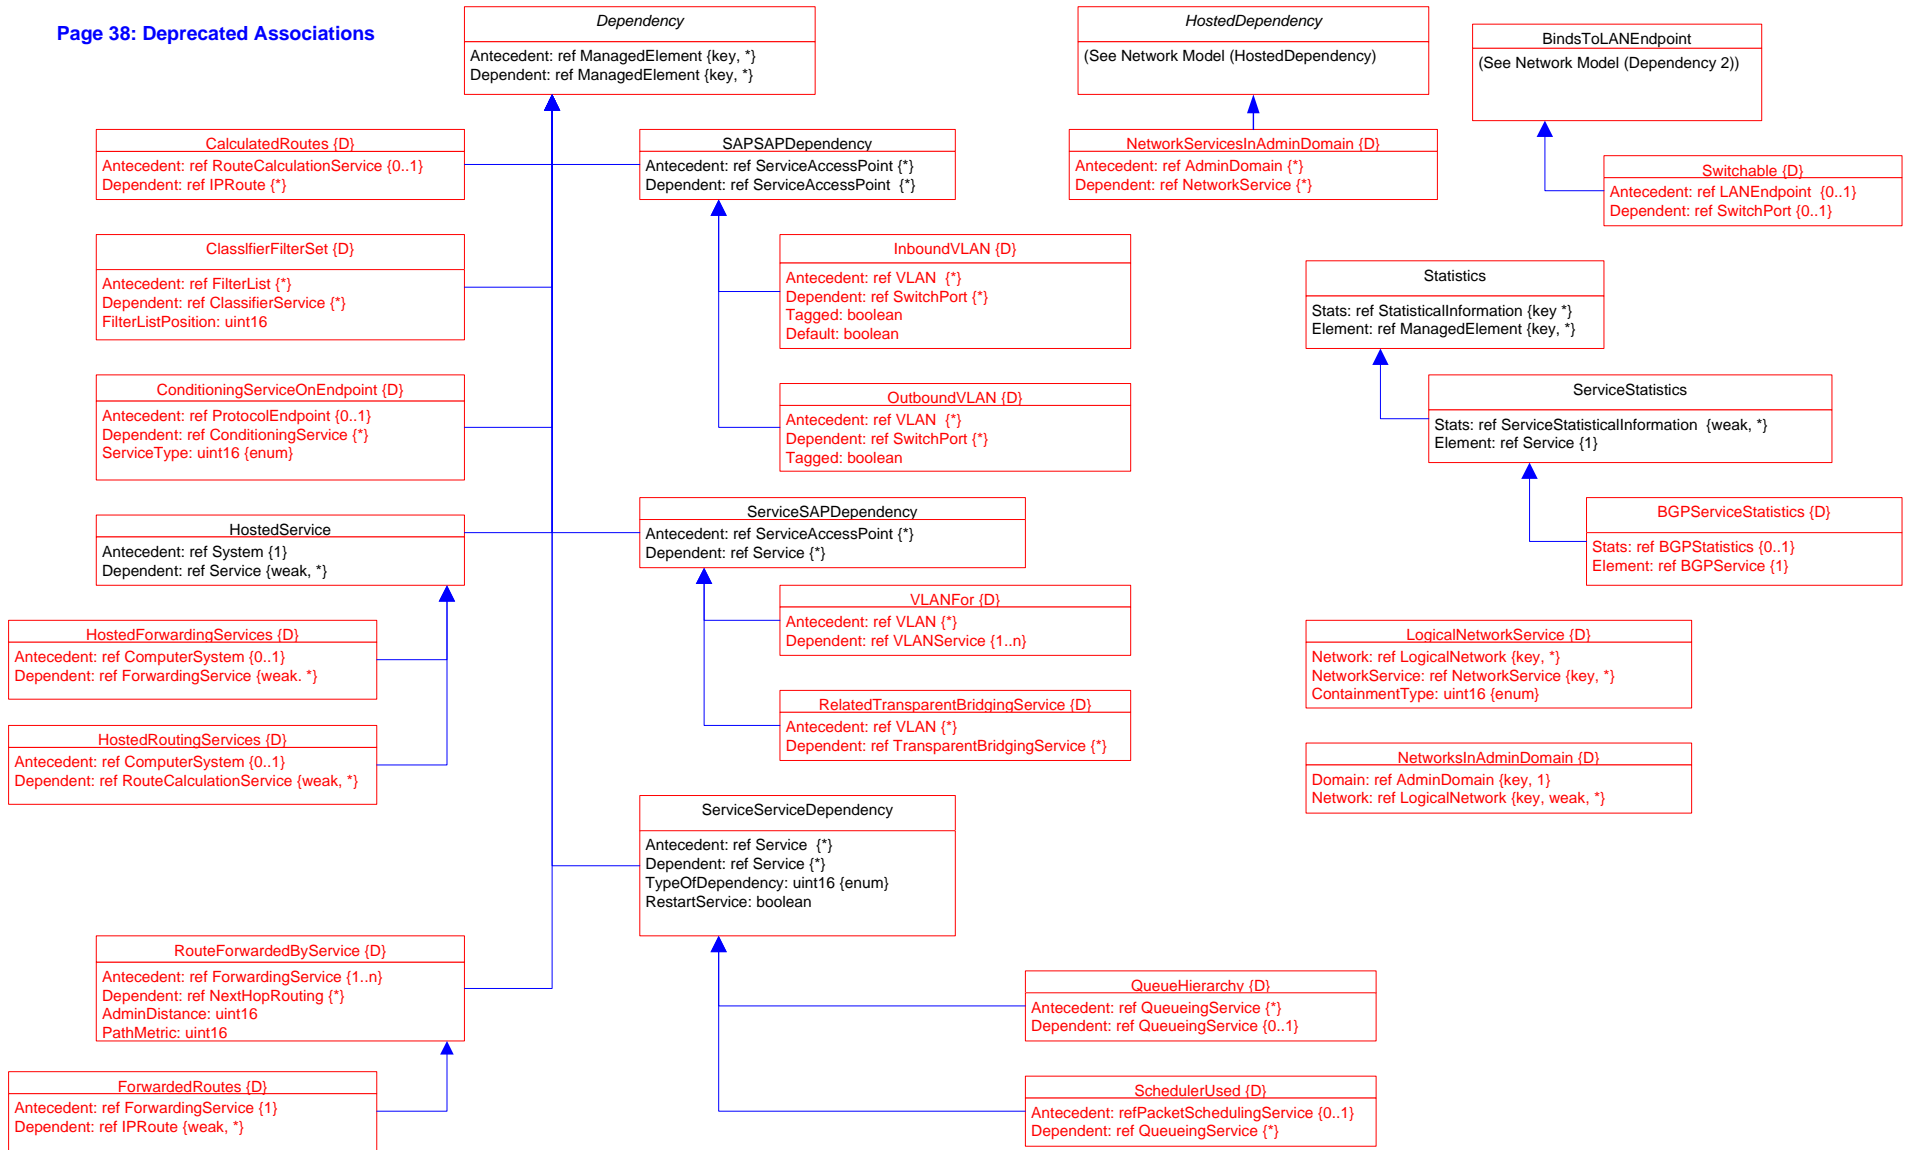 Page 38: Deprecated Associations
Dependency
Antecedent: ref ManagedElement {key, *}
Dependent: ref ManagedElement {key, *}
HostedDependency
(See Network Model (HostedDependency)
BindsToLANEndpoint
(See Network Model (Dependency 2))
CalculatedRoutes {D}
Antecedent: ref RouteCalculationService {0..1}
Dependent: ref IPRoute {*}
SAPSAPDependency
Antecedent: ref ServiceAccessPoint {*}
Dependent: ref ServiceAccessPoint  {*}
NetworkServicesInAdminDomain {D}
Antecedent: ref AdminDomain {*}
Dependent: ref NetworkService {*}
Switchable {D}
Antecedent: ref LANEndpoint  {0..1}
Dependent: ref SwitchPort {0..1}
ClassIfierFilterSet {D}
Antecedent: ref FilterList {*}
Dependent: ref ClassifierService {*}
FilterListPosition: uint16
InboundVLAN {D}
Antecedent: ref VLAN  {*}
Dependent: ref SwitchPort {*}
Tagged: boolean
Default: boolean
Statistics
Stats: ref StatisticalInformation {key *}
Element: ref ManagedElement {key, *}
ConditioningServiceOnEndpoint {D}
Antecedent: ref ProtocolEndpoint {0..1}
Dependent: ref ConditioningService {*}
ServiceType: uint16 {enum}
OutboundVLAN {D}
Antecedent: ref VLAN  {*}
Dependent: ref SwitchPort {*}
Tagged: boolean
ServiceStatistics
Stats: ref ServiceStatisticalInformation  {weak, *}
Element: ref Service {1}
HostedService
Antecedent: ref System {1}
Dependent: ref Service {weak, *}
ServiceSAPDependency
Antecedent: ref ServiceAccessPoint {*}
Dependent: ref Service {*}
BGPServiceStatistics {D}
Stats: ref BGPStatistics {0..1}
Element: ref BGPService {1}
HostedForwardingServices {D}
Antecedent: ref ComputerSystem {0..1}
Dependent: ref ForwardingService {weak. *}
VLANFor {D}
Antecedent: ref VLAN {*}
Dependent: ref VLANService {1..n}
LogicalNetworkService {D}
Network: ref LogicalNetwork {key, *}
NetworkService: ref NetworkService {key, *}
ContainmentType: uint16 {enum}
HostedRoutingServices {D}
Antecedent: ref ComputerSystem {0..1}
Dependent: ref RouteCalculationService {weak, *}
RelatedTransparentBridgingService {D}
Antecedent: ref VLAN {*}
Dependent: ref TransparentBridgingService {*}
NetworksInAdminDomain {D}
Domain: ref AdminDomain {key, 1}
Network: ref LogicalNetwork {key, weak, *}
ServiceServiceDependency
Antecedent: ref Service  {*}
Dependent: ref Service {*}
TypeOfDependency: uint16 {enum}
RestartService: boolean
RouteForwardedByService {D}
Antecedent: ref ForwardingService {1..n}
Dependent: ref NextHopRouting {*}
AdminDistance: uint16
PathMetric: uint16
QueueHierarchy {D}
Antecedent: ref QueueingService {*}
Dependent: ref QueueingService {0..1}
ForwardedRoutes {D}
Antecedent: ref ForwardingService {1}
Dependent: ref IPRoute {weak, *}
SchedulerUsed {D}
Antecedent: refPacketSchedulingService {0..1}
Dependent: ref QueueingService {*}